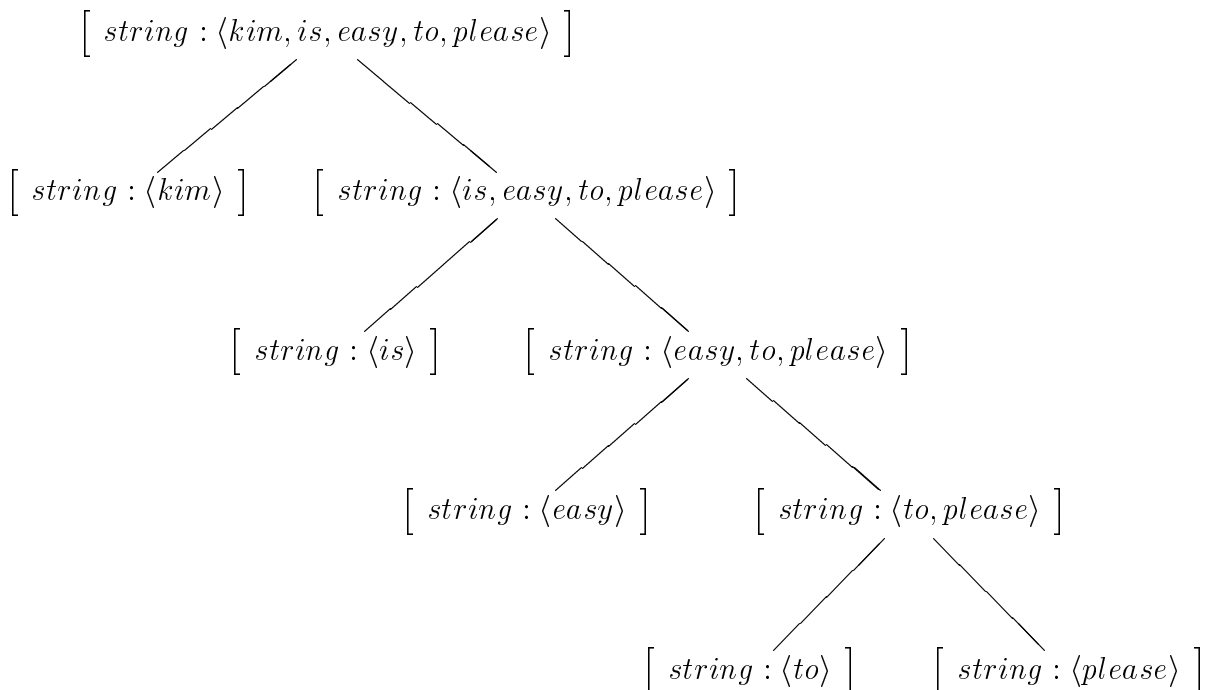 [ string : ⟨kim, is, easy, to, please⟩ ]
[ string : ⟨kim⟩ ] [ string : ⟨is, easy, to, please⟩ ]
[ string : ⟨is⟩ ] [ string : ⟨easy, to, please⟩ ]
[ string : ⟨easy⟩ ] [ string : ⟨to, please⟩ ]
[ string : ⟨to⟩ ] [ string : ⟨please⟩ ]